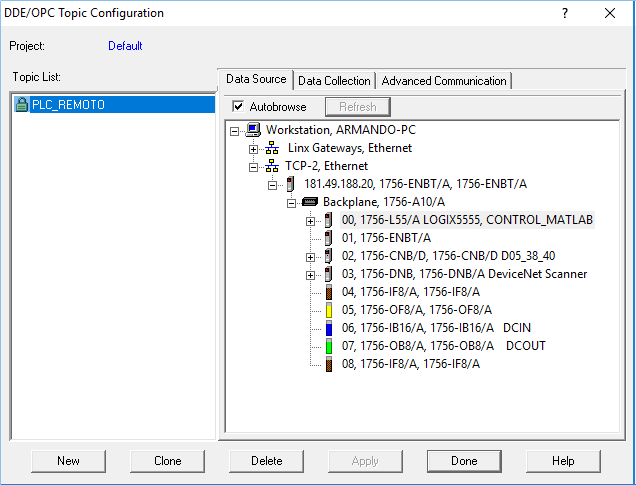 DDE/OPC Topic Configuration
Project: Default
Topic List:
PLC_REMOTO
Data Source Data Collection Advanced Communication
Autobrowse Refresh
Workstation, ARMANDO-PC
Linx Gateways, Ethernet
TCP-2, Ethernet
181.49.188.20, 1756-ENBT/A, 1756-ENBT/A
Backplane, 1756-A10/A
00, 1756-L55/A LOGIX5555, CONTROL_MATLAB
01, 1756-ENBT/A
02, 1756-CNB/D, 1756-CNB/D D05_38_40
03, 1756-DNB, 1756-DNB/A DeviceNet Scanner
04, 1756-IF8/A, 1756-IF8/A
05, 1756-OF8/A, 1756-OF8/A
06, 1756-IB16/A, 1756-IB16/A DCIN
07, 1756-OB8/A, 1756-OB8/A DCOUT
08, 1756-IF8/A, 1756-IF8/A
New Clone Delete Apply Done Help